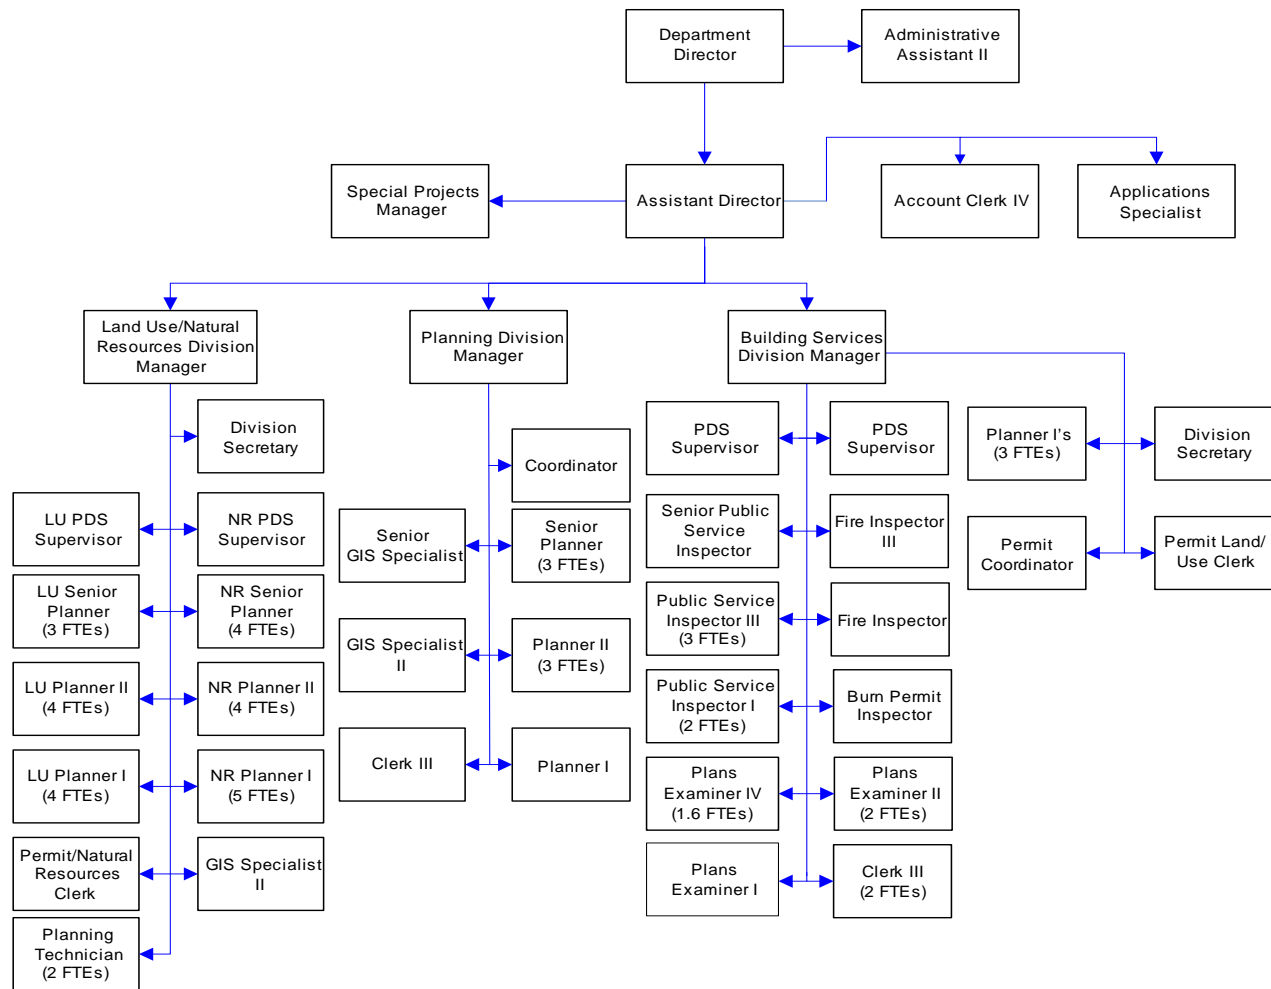 Department
Director
Administrative
Assistant II
Special Projects
Manager
Assistant Director
Account Clerk IV
Applications
Specialist
Land Use/Natural
Resources Division
Manager
Planning Division
Manager
Building Services
Division Manager
Division
Secretary
LU PDS
Supervisor
NR PDS
Supervisor
LU Senior
Planner
(3 FTEs)
NR Senior
Planner
(4 FTEs)
LU Planner II
(4 FTEs)
NR Planner II
(4 FTEs)
LU Planner I
(4 FTEs)
NR Planner I
(5 FTEs)
Permit/Natural
Resources
Clerk
GIS Specialist
II
Planning
Technician
(2 FTEs)
Coordinator
Senior
GIS Specialist
Senior
Planner
(3 FTEs)
GIS Specialist
II
Planner II
(3 FTEs)
Clerk III
Planner I
PDS
Supervisor
PDS
Supervisor
Senior Public
Service
Inspector
Fire Inspector
III
Public Service
Inspector III
(3 FTEs)
Fire Inspector
Public Service
Inspector I
(2 FTEs)
Burn Permit
Inspector
Plans
Examiner IV
(1.6 FTEs)
Plans
Examiner II
(2 FTEs)
Plans
Examiner I
Clerk III
(2 FTEs)
Planner I's
(3 FTEs)
Division
Secretary
Permit
Coordinator
Permit Land/
Use Clerk